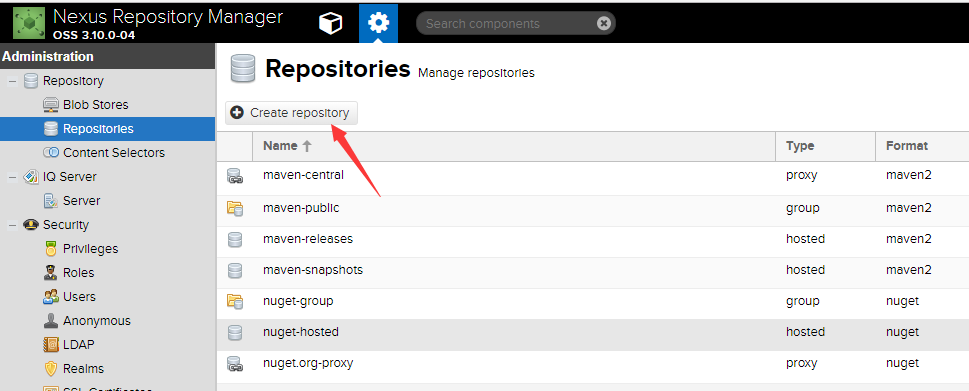 Nexus Repository Manager
OSS 3.10.0-04
Search components
Administration
Repository
Blob Stores
Repositories
Content Selectors
IQ Server
Server
Security
Privileges
Roles
Users
Anonymous
LDAP
Realms
SSL Certificates
Repositories Manage repositories
Create repository
Name Type Format
maven-central proxy maven2
maven-public group maven2
maven-releases hosted maven2
maven-snapshots hosted maven2
nuget-group group nuget
nuget-hosted hosted nuget
nuget.org-proxy proxy nuget